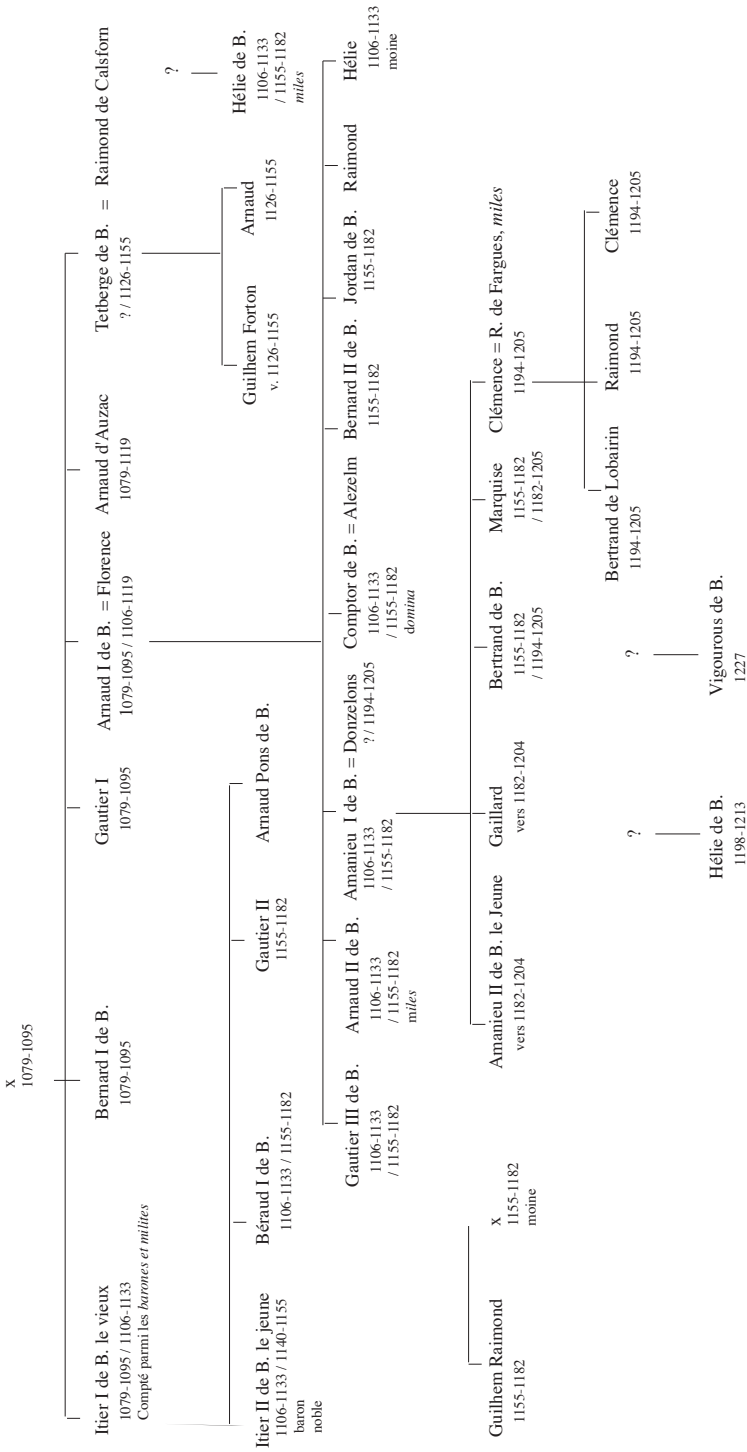 x
1079-1095
Itier I de B. le vieux
1079-1095 / 1106-1133
Compté parmi les barones et milites
Bernard I de B.
1079-1095
Gautier I
1079-1095
Arnaud I de B. = Florence
1079-1095 / 1106-1119
Arnaud d'Auzac
1079-1119
Tetberge de B. = Raimond de Calsforn
? / 1126-1155
Itier II de B. le jeune
1106-1133 / 1140-1155
baron
noble
Béraud I de B.
1106-1133 / 1155-1182
Gautier II
1155-1182
Arnaud Pons de B.
Guilhem Forton
v. 1126-1155
Arnaud
1126-1155
?
Hélie de B.
1106-1133
/ 1155-1182
miles
Gautier III de B.
1106-1133
/ 1155-1182
Arnaud II de B.
1106-1133
/ 1155-1182
miles
Amanieu I de B. = Donzelons
1106-1133
/ 1155-1182
? / 1194-1205
Comptor de B. = Alezelm
1106-1133
/ 1155-1182
domina
Bernard II de B.
1155-1182
Jordan de B.
1155-1182
Raimond
Hélie
1106-1133
moine
Guilhem Raimond
1155-1182
x
1155-1182
moine
Amanieu II de B. le Jeune
vers 1182-1204
Gaillard
vers 1182-1204
Bertrand de B.
1155-1182
/ 1194-1205
Marquise
1155-1182
/ 1182-1205
Clémence = R. de Fargues, miles
1194-1205
Bertrand de Lobairin
1194-1205
Raimond
1194-1205
Clémence
1194-1205
?
Hélie de B.
1198-1213
?
Vigourous de B.
1227